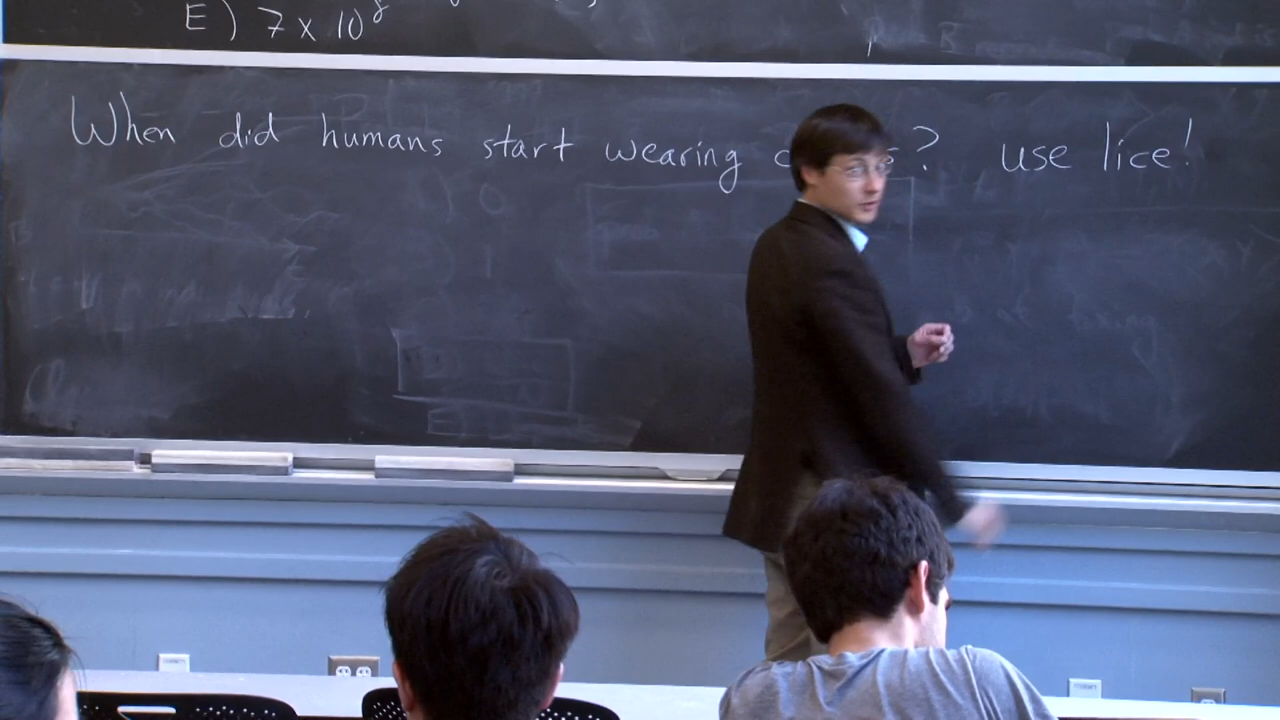 E) 7 x 10⁸
When did humans start wearing ? use lice!